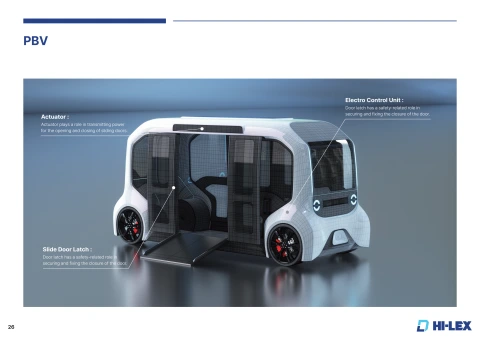 PBV
Electro Control Unit :
Door latch has a safety-related role in
securing and fixing the closure of the door.
Actuator :
Actuator plays a role in transmitting power
for the opening and closing of sliding doors.
Slide Door Latch :
Door latch has a safety-related role in
securing and fixing the closure of the door.
26
HI-LEX